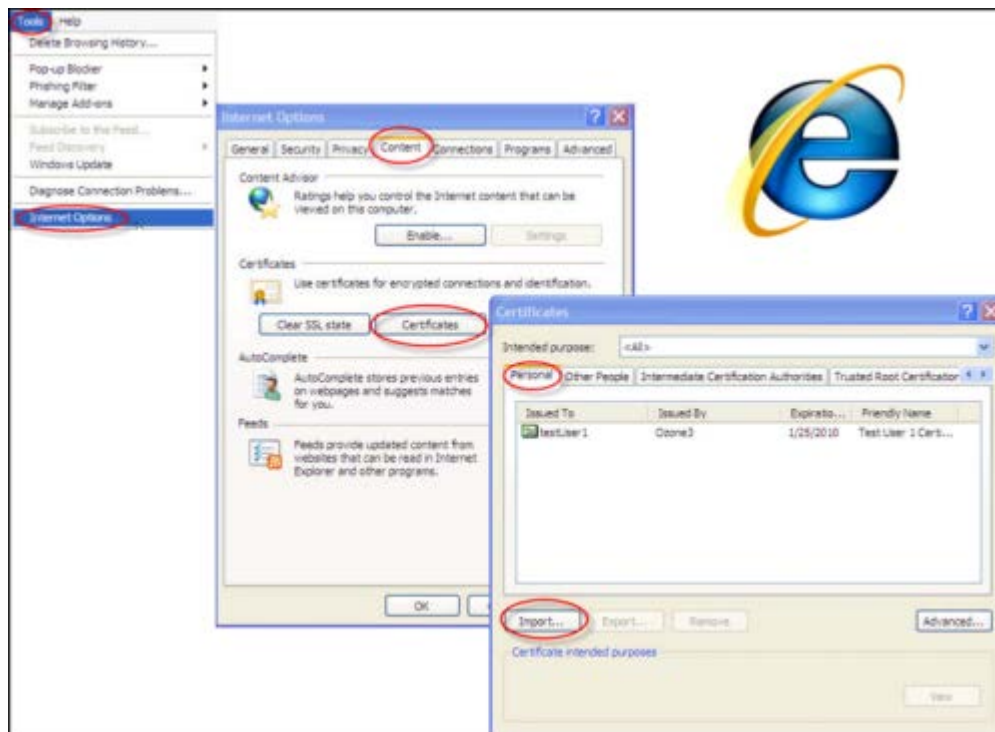 Tools Help
Delete Browsing History...
Pop-up Blocker
Phishing Filter
Manage Add-ons
Subscribe to this Feed...
Feed Discovery
Windows Update
Diagnose Connection Problems...
Internet Options
Internet Options
General Security Privacy Content Connections Programs Advanced
Content Advisor
Ratings help you control the Internet content that can be
viewed on this computer.
Enable... Settings
Certificates
Use certificates for encrypted connections and identification.
Clear SSL state Certificates
AutoComplete
AutoComplete stores previous entries
on webpages and suggests matches
for you.
Feeds
Feeds provide updated content from
websites that can be read in Internet
Explorer and other programs.
OK
Certificates
Intended purpose: <All>
Personal Other People Intermediate Certification Authorities Trusted Root Certification
Issued To Issued By Expiratio... Friendly Name
testUser1 Ozone3 1/25/2010 Test User 1 Certi...
Import... Export... Remove Advanced...
Certificate intended purposes
View